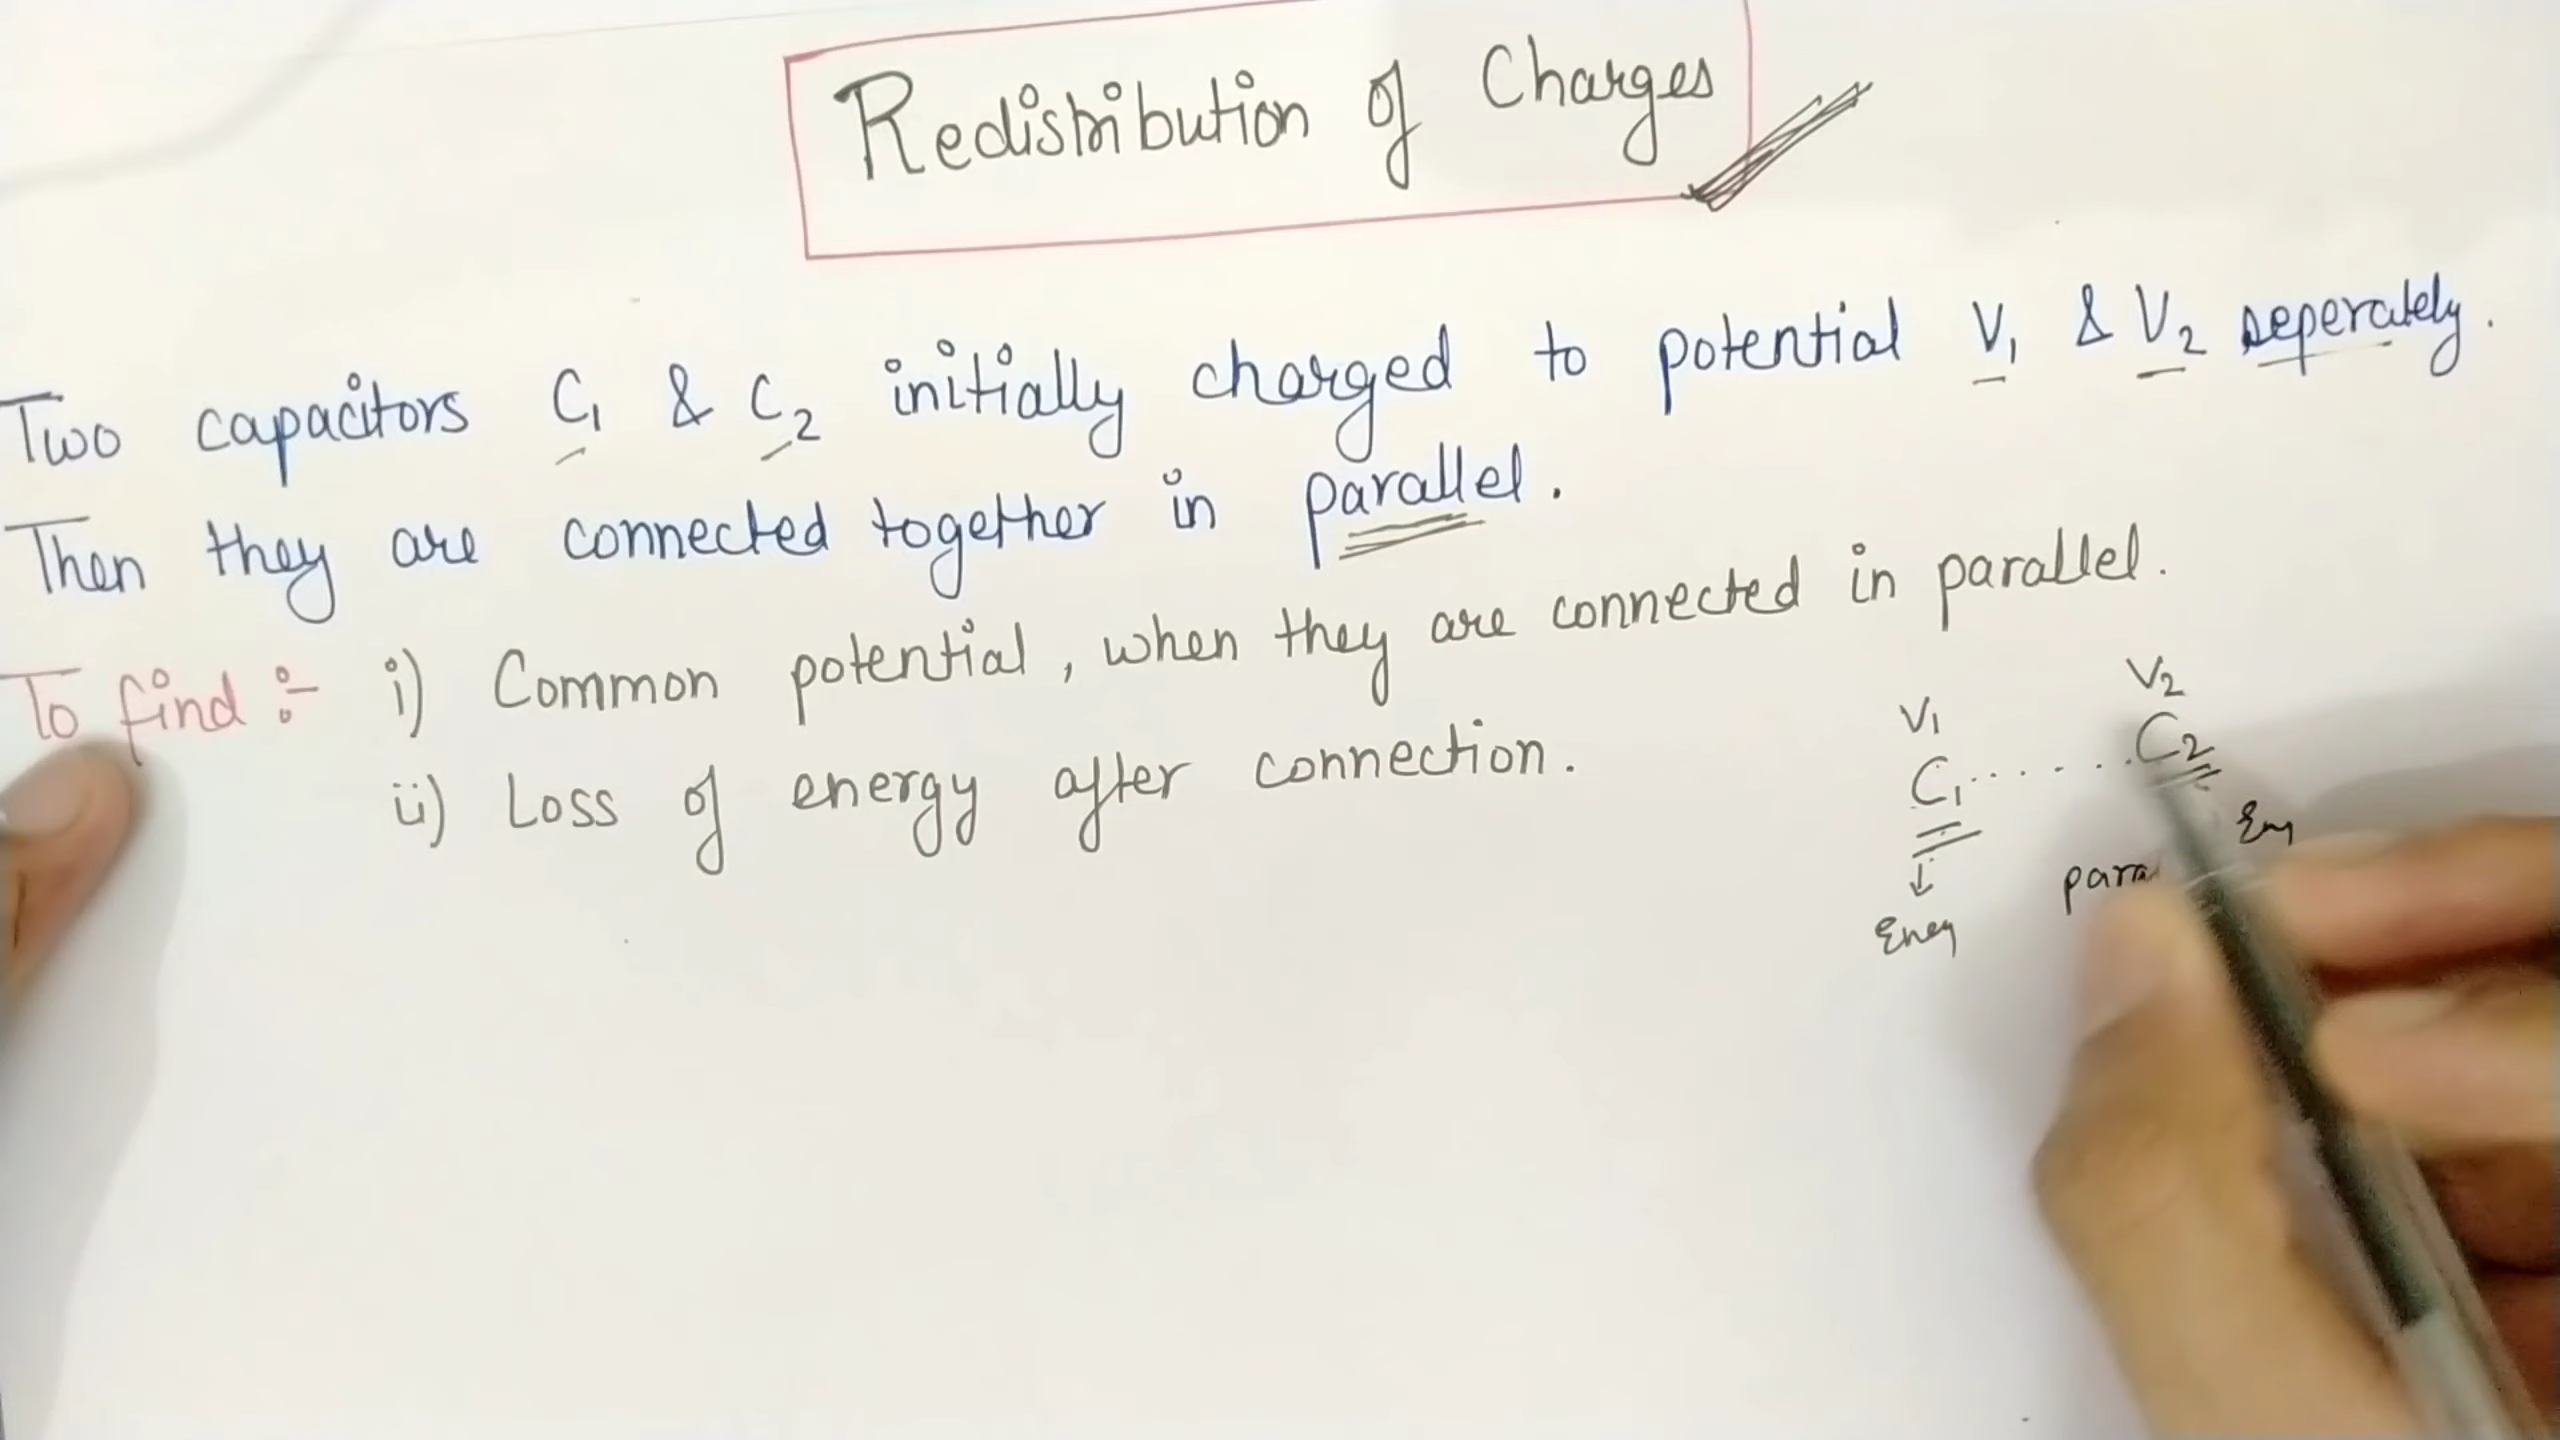 Redistribution of Charges
Two capacitors C₁ & C₂ initially charged to potential V₁ & V₂ seperately.
Then they are connected together in parallel.
To find :- i) Common potential, when they are connected in parallel.
ii) Loss of energy after connection.
V₁ V₂
C₁ ...... C₂
↓
para